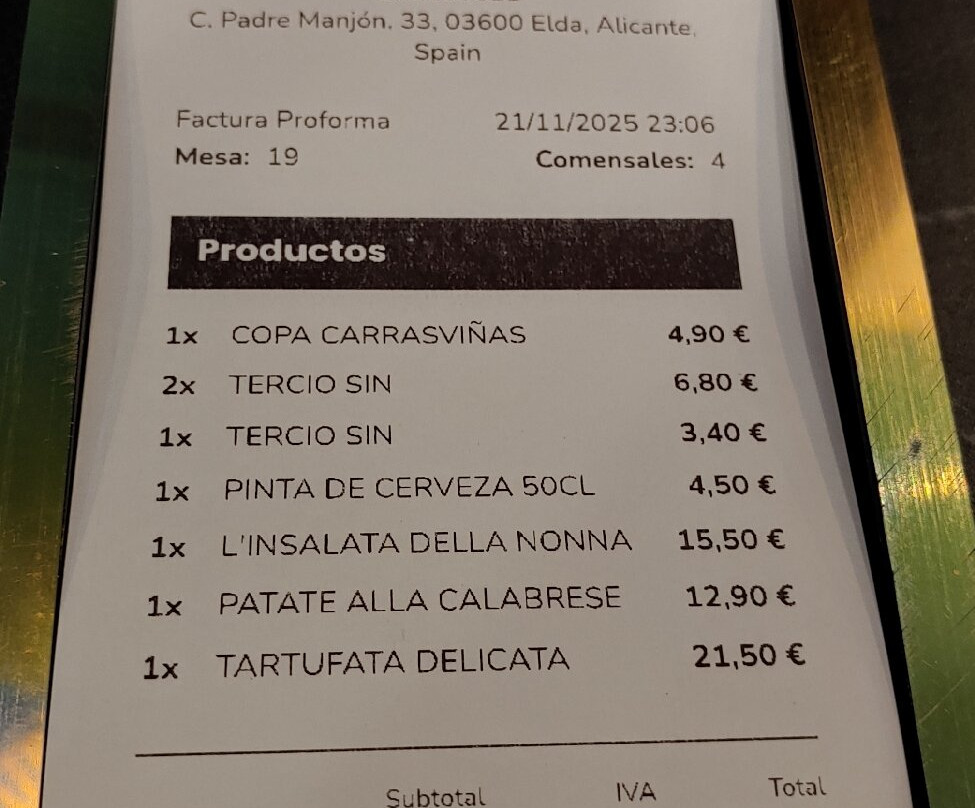 C. Padre Manjón, 33, 03600 Elda, Alicante,
Spain
Factura Proforma 21/11/2025 23:06
Mesa: 19 Comensales: 4
Productos
1x COPA CARRASVIÑAS 4,90 €
2x TERCIO SIN 6,80 €
1x TERCIO SIN 3,40 €
1x PINTA DE CERVEZA 50CL 4,50 €
1x L'INSALATA DELLA NONNA 15,50 €
1x PATATE ALLA CALABRESE 12,90 €
1x TARTUFATA DELICATA 21,50 €
Subtotal IVA Total